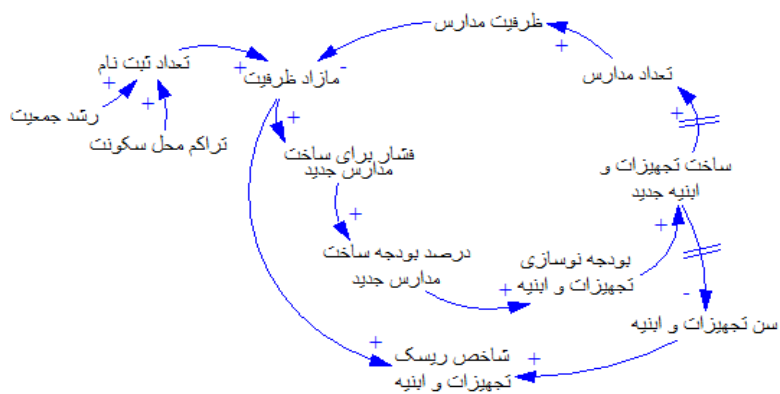 ظرفیت مدارس
تعداد ثبت نام
مازاد ظرفیت
تعداد مدارس
رشد جمعیت
تراکم محل سکونت
فشار برای ساخت
مدارس جدید
ساخت تجهیزات و
ابنیه جدید
درصد بودجه ساخت
مدارس جدید
بودجه نوسازی
تجهیزات و ابنیه
سن تجهیزات و ابنیه
شاخص ریسک
تجهیزات و ابنیه